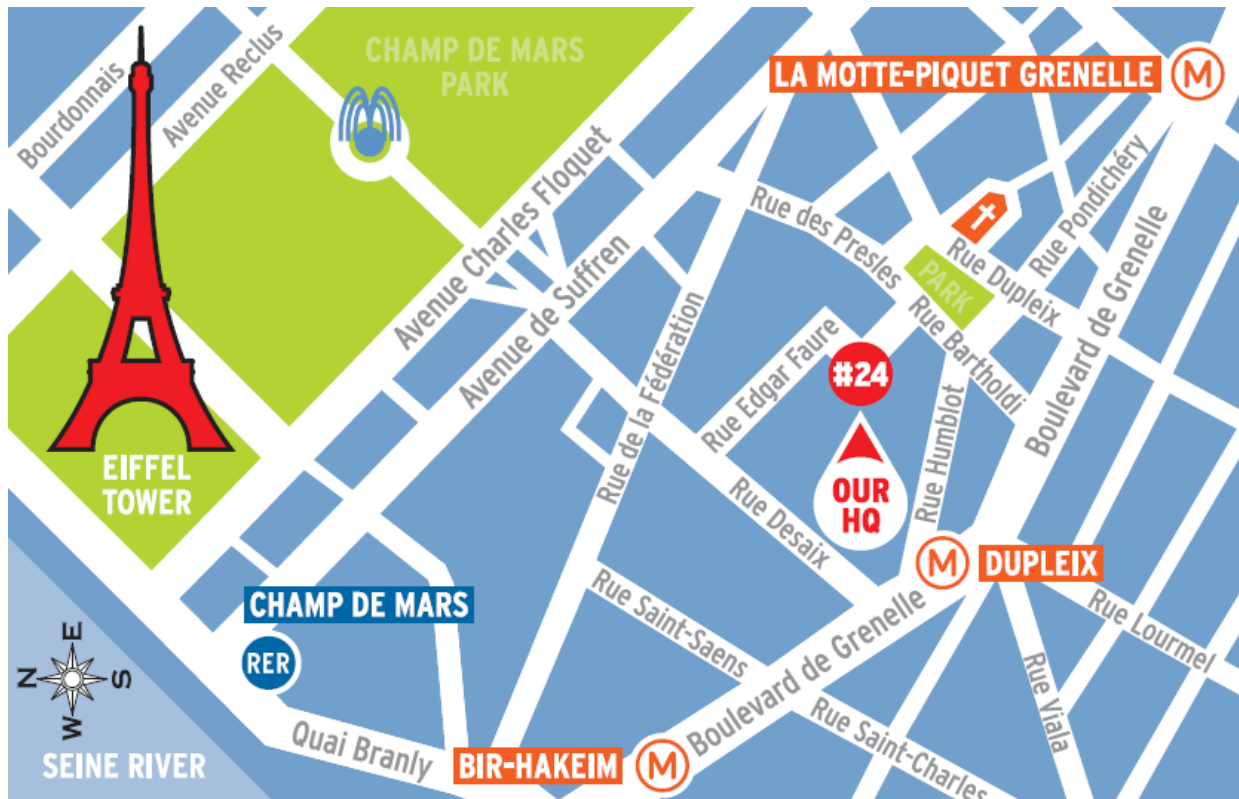 Bourdonnais
Avenue Reclus
CHAMP DE MARS
PARK
LA MOTTE-PIQUET GRENELLE
M
Avenue Charles Floquet
Avenue de Suffren
Rue des Presles
Rue Pondichéry
PARK
Rue Dupleix
Rue Bartholdi
Boulevard de Grenelle
Rue de la Fédération
Rue Edgar Faure
#24
OUR
HQ
Rue Humblot
EIFFEL
TOWER
Rue Desaix
M
DUPLEIX
CHAMP DE MARS
RER
Rue Saint-Saens
Boulevard de Grenelle
Rue Lourmel
Rue Viala
N
E
S
W
SEINE RIVER
Quai Branly
BIR-HAKEIM
M
Rue Saint-Charles